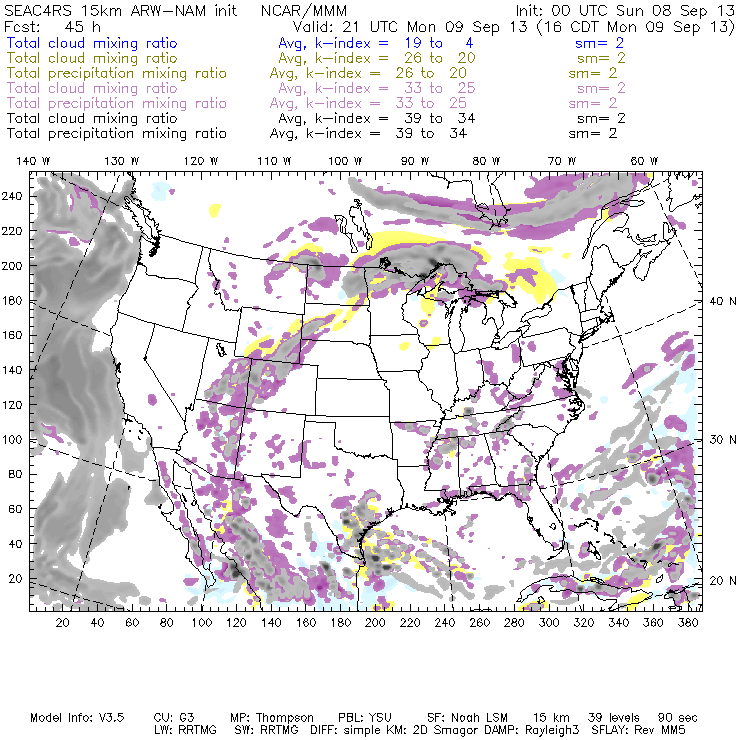 SEAC4RS 15km ARW-NAM init NCAR/MMM Init: 00 UTC Sun 08 Sep 13
Fcst: 45 h Valid: 21 UTC Mon 09 Sep 13 (16 CDT Mon 09 Sep 13)
Total cloud mixing ratio Avg, k-index = 19 to 4 sm= 2
Total cloud mixing ratio Avg, k-index = 26 to 20 sm= 2
Total precipitation mixing ratio Avg, k-index = 26 to 20 sm= 2
Total cloud mixing ratio Avg, k-index = 33 to 25 sm= 2
Total precipitation mixing ratio Avg, k-index = 33 to 25 sm= 2
Total cloud mixing ratio Avg, k-index = 39 to 34 sm= 2
Total precipitation mixing ratio Avg, k-index = 39 to 34 sm= 2
140 W 130 W 120 W 110 W 100 W 90 W 80 W 70 W 60 W
240
220
200
180 40 N
160
140
120
100 30 N
80
60
40
20 20 N
20 40 60 80 100 120 140 160 180 200 220 240 260 280 300 320 340 360 380
Model Info: V3.5 CU: G3 MP: Thompson PBL: YSU SF: Noah LSM 15 km 39 levels 90 sec
LW: RRTMG SW: RRTMG DIFF: simple KM: 2D Smagor DAMP: Rayleigh3 SFLAY: Rev MM5